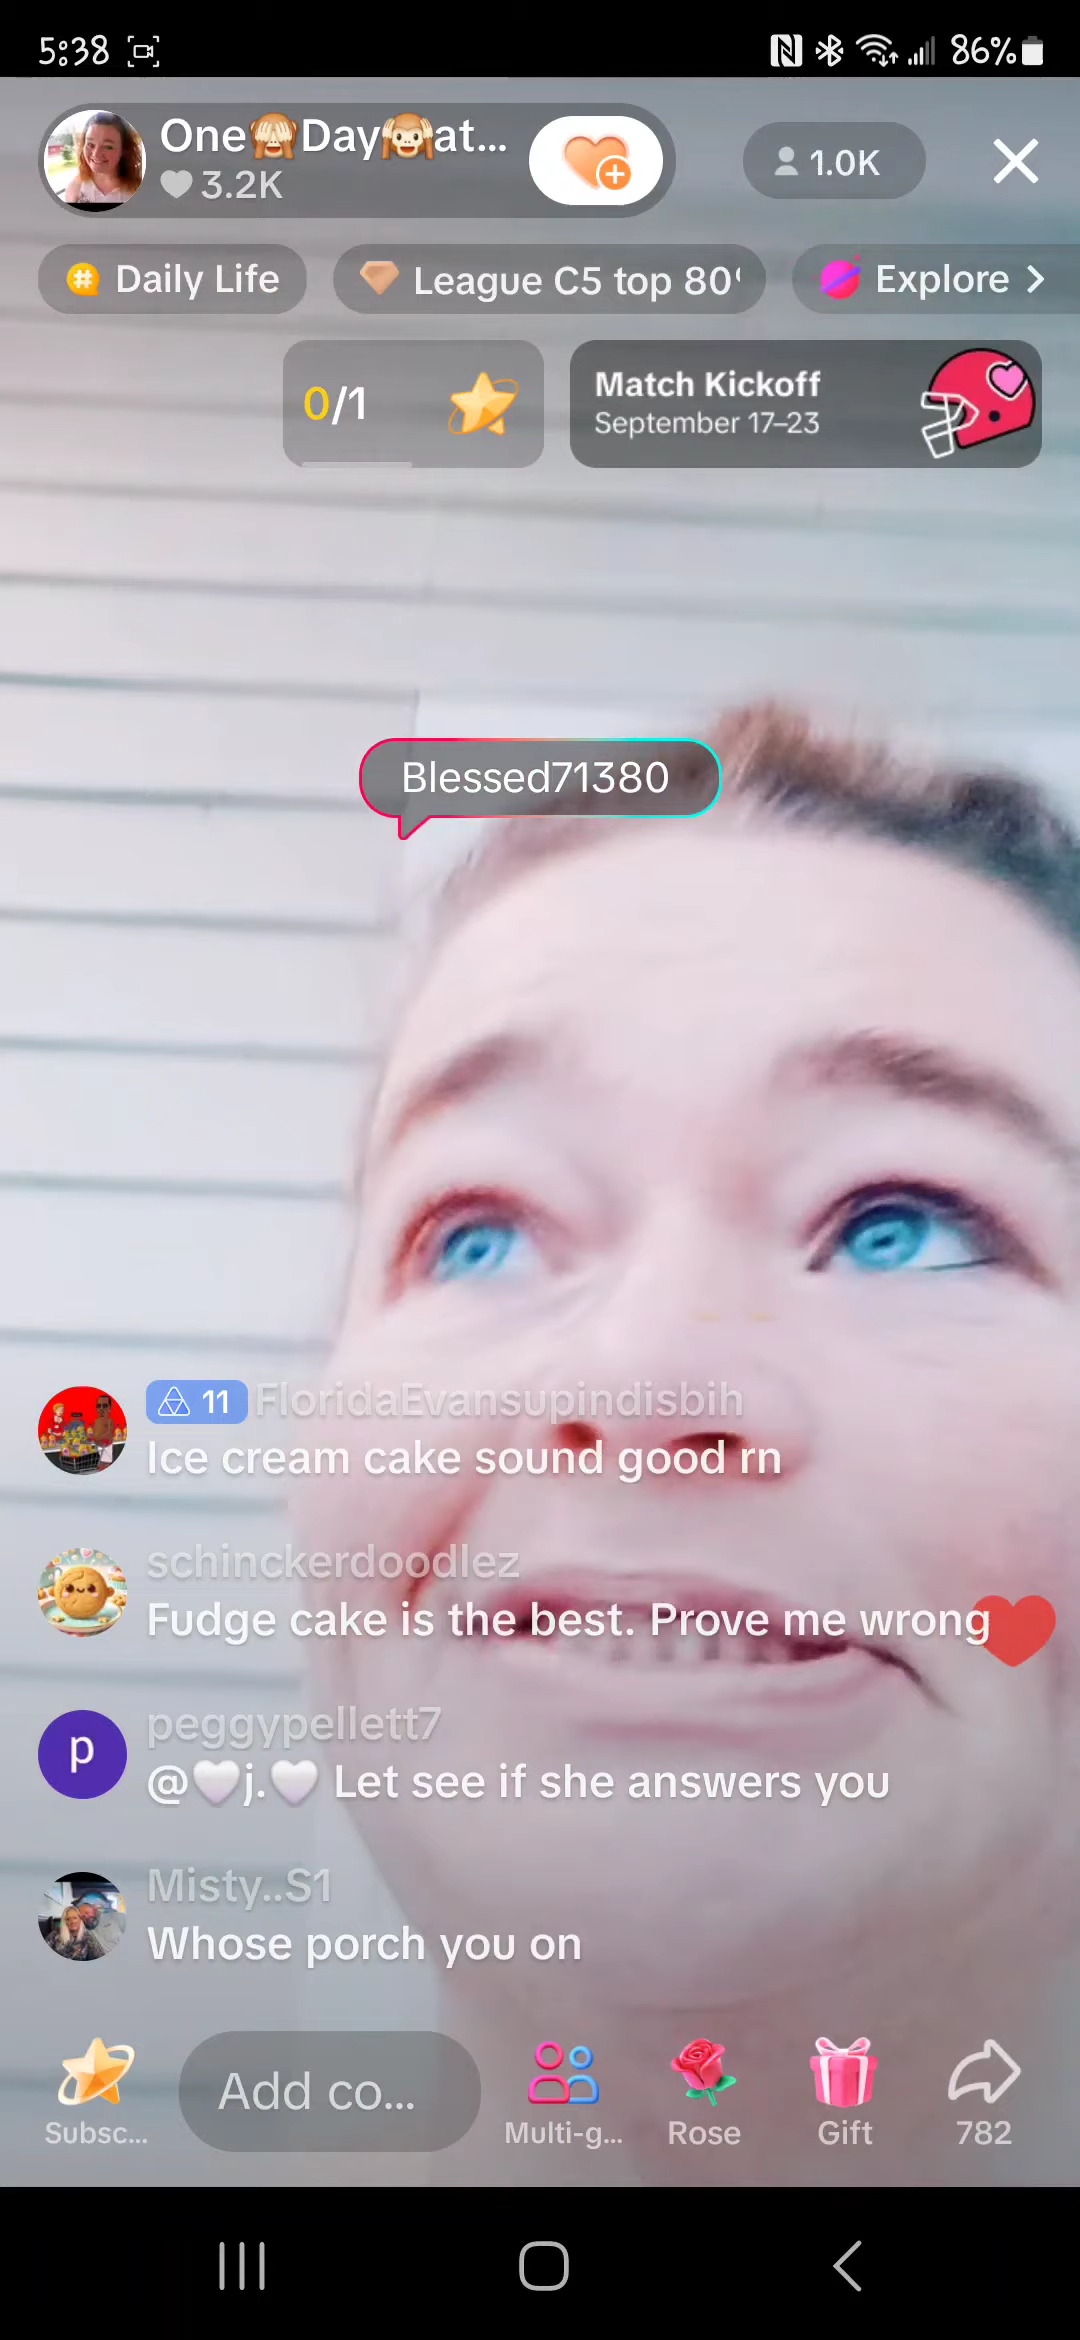 5:38
86%
One🙈Day🙊at...
3.2K
1.0K
Daily Life
League C5 top 80
Explore
0/1
Match Kickoff
September 17–23
Blessed71380
11 FloridaEvansupindisbih
Ice cream cake sound good rn
schinckerdoodlez
Fudge cake is the best. Prove me wrong
p
peggypellett7
@🤍j.🤍 Let see if she answers you
Misty..S1
Whose porch you on
Add co...
Subsc...
Multi-g...
Rose
Gift
782